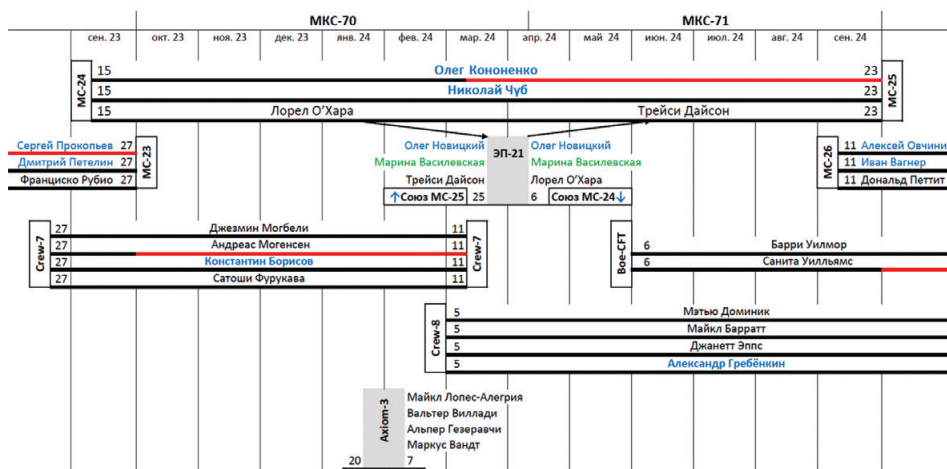 МКС-70 МКС-71
сен. 23 окт. 23 ноя. 23 дек. 23 янв. 24 фев. 24 мар. 24 апр. 24 май 24 июн. 24 июл. 24 авг. 24 сен. 24
МС-24
15 Олег Кононенко 23
15 Николай Чуб 23
15 Лорел О'Хара Трейси Дайсон 23
МС-25
Сергей Прокопьев 27
Дмитрий Петелин 27
Франциско Рубио 27
МС-23
ЭП-21
Олег Новицкий Олег Новицкий
Марина Василевская Марина Василевская
Трейси Дайсон Лорел О'Хара
↑Союз МС-25 25 6 Союз МС-24↓
МС-26
11 Алексей Овчини
11 Иван Вагнер
11 Дональд Петтит
Crew-7
27 Джезмин Могбели 11
27 Андреас Могенсен 11
27 Константин Борисов 11
27 Сатоши Фурукава 11
Crew-7
Boe-CFT
6 Барри Уилмор
6 Санита Уилльямс
Crew-8
5 Мэтью Доминик
5 Майкл Барратт
5 Джанетт Эппс
5 Александр Гребёнкин
Axiom-3
Майкл Лопес-Алегрия
Вальтер Виллади
Альпер Гезеравчи
Маркус Вандт
20 7